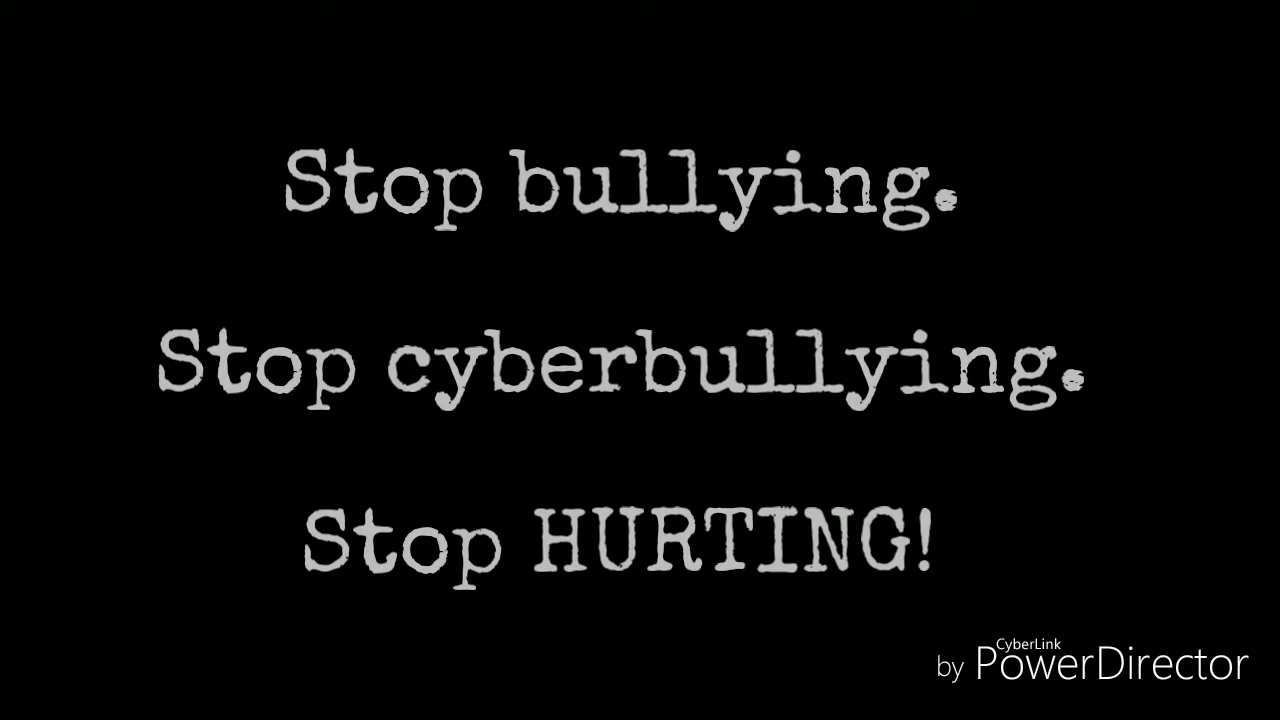 Stop bullying.
Stop cyberbullying.
Stop HURTING!
CyberLink
by PowerDirector